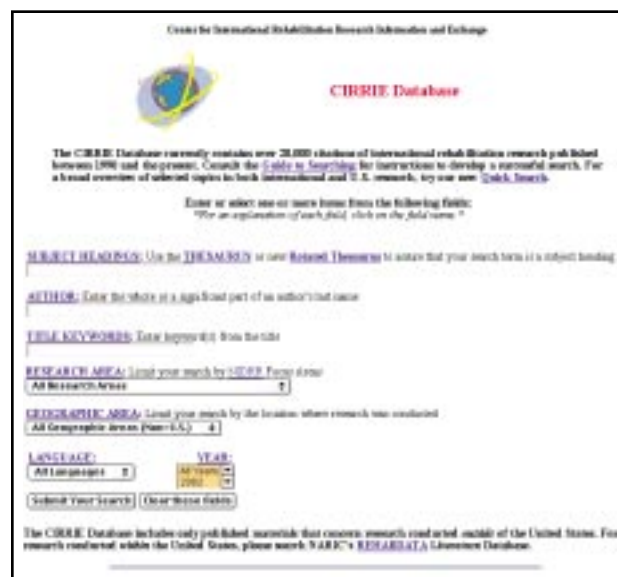 Center for International Rehabilitation Research Information and Exchange
CIRRIE Database
The CIRRIE Database currently contains over 20,000 citations of international rehabilitation research published
between 1990 and the present. Consult the Guide to Searching for instructions to develop a successful search. For
a broad overview of selected topics in both international and U.S. research, try our new Quick Search.
Enter or select one or more items from the following fields:
"For an explanation of each field, click on the field name."
SUBJECT HEADINGS: Use the THESAURUS or new Rotated Thesaurus to assure that your search term is a subject heading
AUTHOR: Enter the whole or a significant part of an author's last name
TITLE KEYWORDS: Enter keyword(s) from the title
RESEARCH AREA: Limit your search by NIDRR Focus Areas
All Research Areas
GEOGRAPHIC AREA: Limit your search by the location where research was conducted
All Geographic Areas (Non-U.S.)
LANGUAGE: YEAR:
All Languages All Years
2002
Submit Your Search Clear these fields
The CIRRIE Database includes only published materials that concern research conducted outside of the United States. For
research conducted within the United States, please search NARIC's REHABDATA Literature Database.